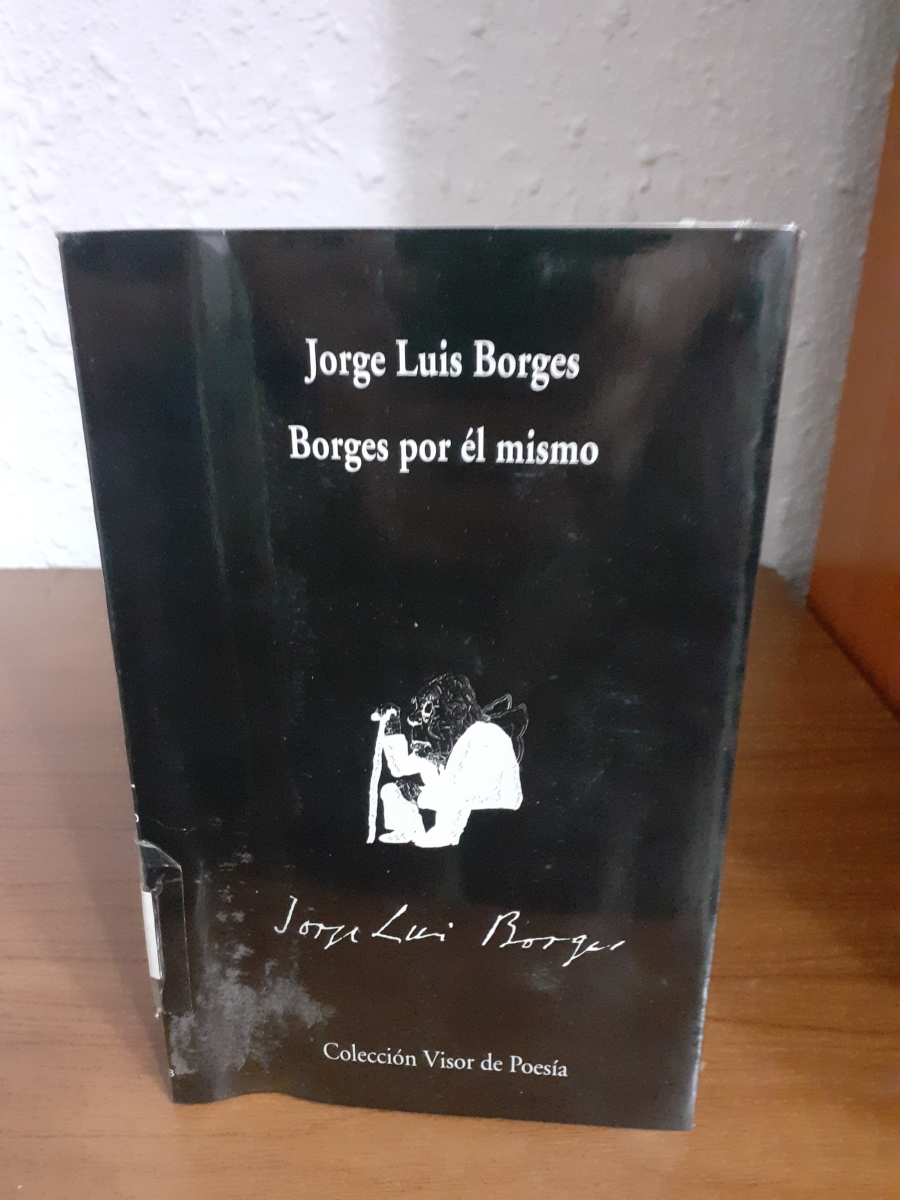 Jorge Luis Borges
Borges por él mismo
Jorge Luis Borges
Colección Visor de Poesía